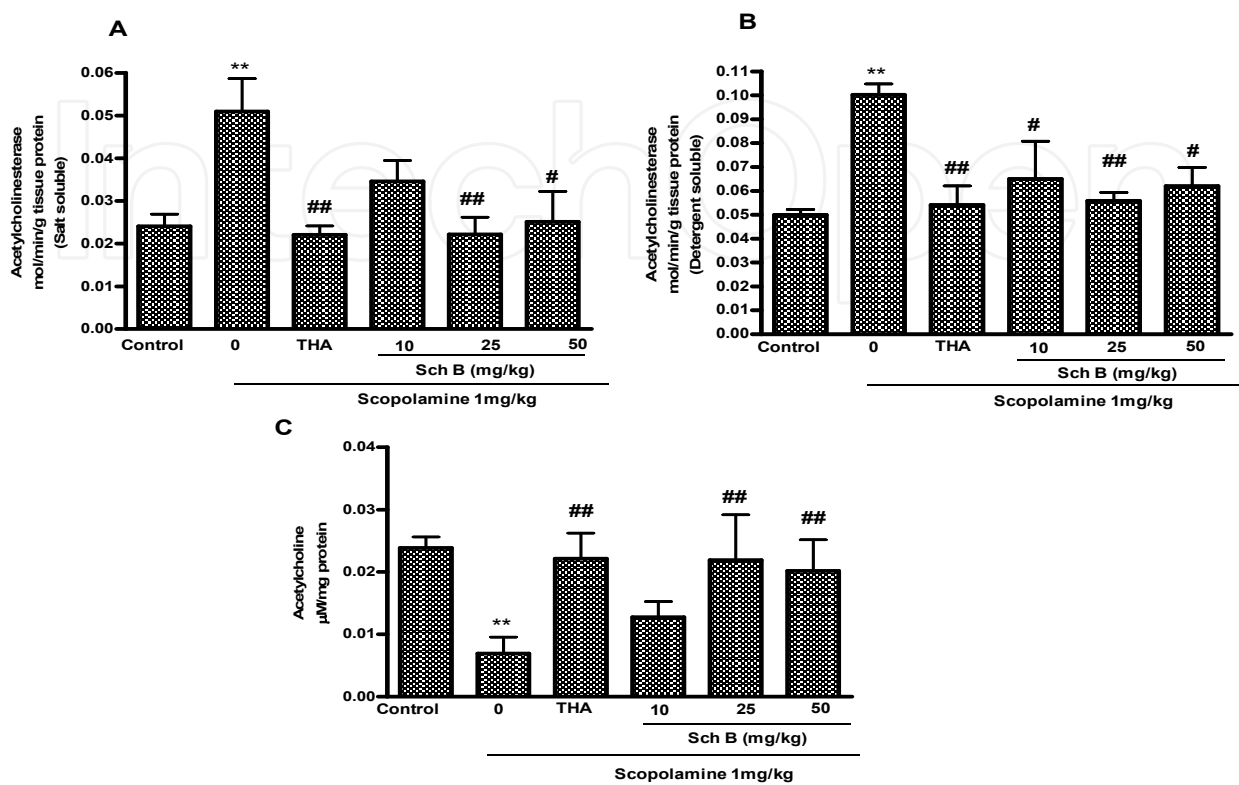 A
Acetylcholinesterase
mol/min/g tissue protein
(Salt soluble)
0.06
0.05
0.04
0.03
0.02
0.01
0.00
**
##
##
#
Control 0 THA 10 25 50
Sch B (mg/kg)
Scopolamine 1mg/kg
B
Acetylcholinesterase
mol/min/g tissue protein
(Detergent soluble)
0.11
0.10
0.09
0.08
0.07
0.06
0.05
0.04
0.03
0.02
0.01
0.00
**
##
#
##
#
Control 0 THA 10 25 50
Sch B (mg/kg)
Scopolamine 1mg/kg
C
Acetylcholine
µM/mg protein
0.04
0.03
0.02
0.01
0.00
**
##
##
##
Control 0 THA 10 25 50
Sch B (mg/kg)
Scopolamine 1mg/kg
IntechOpen